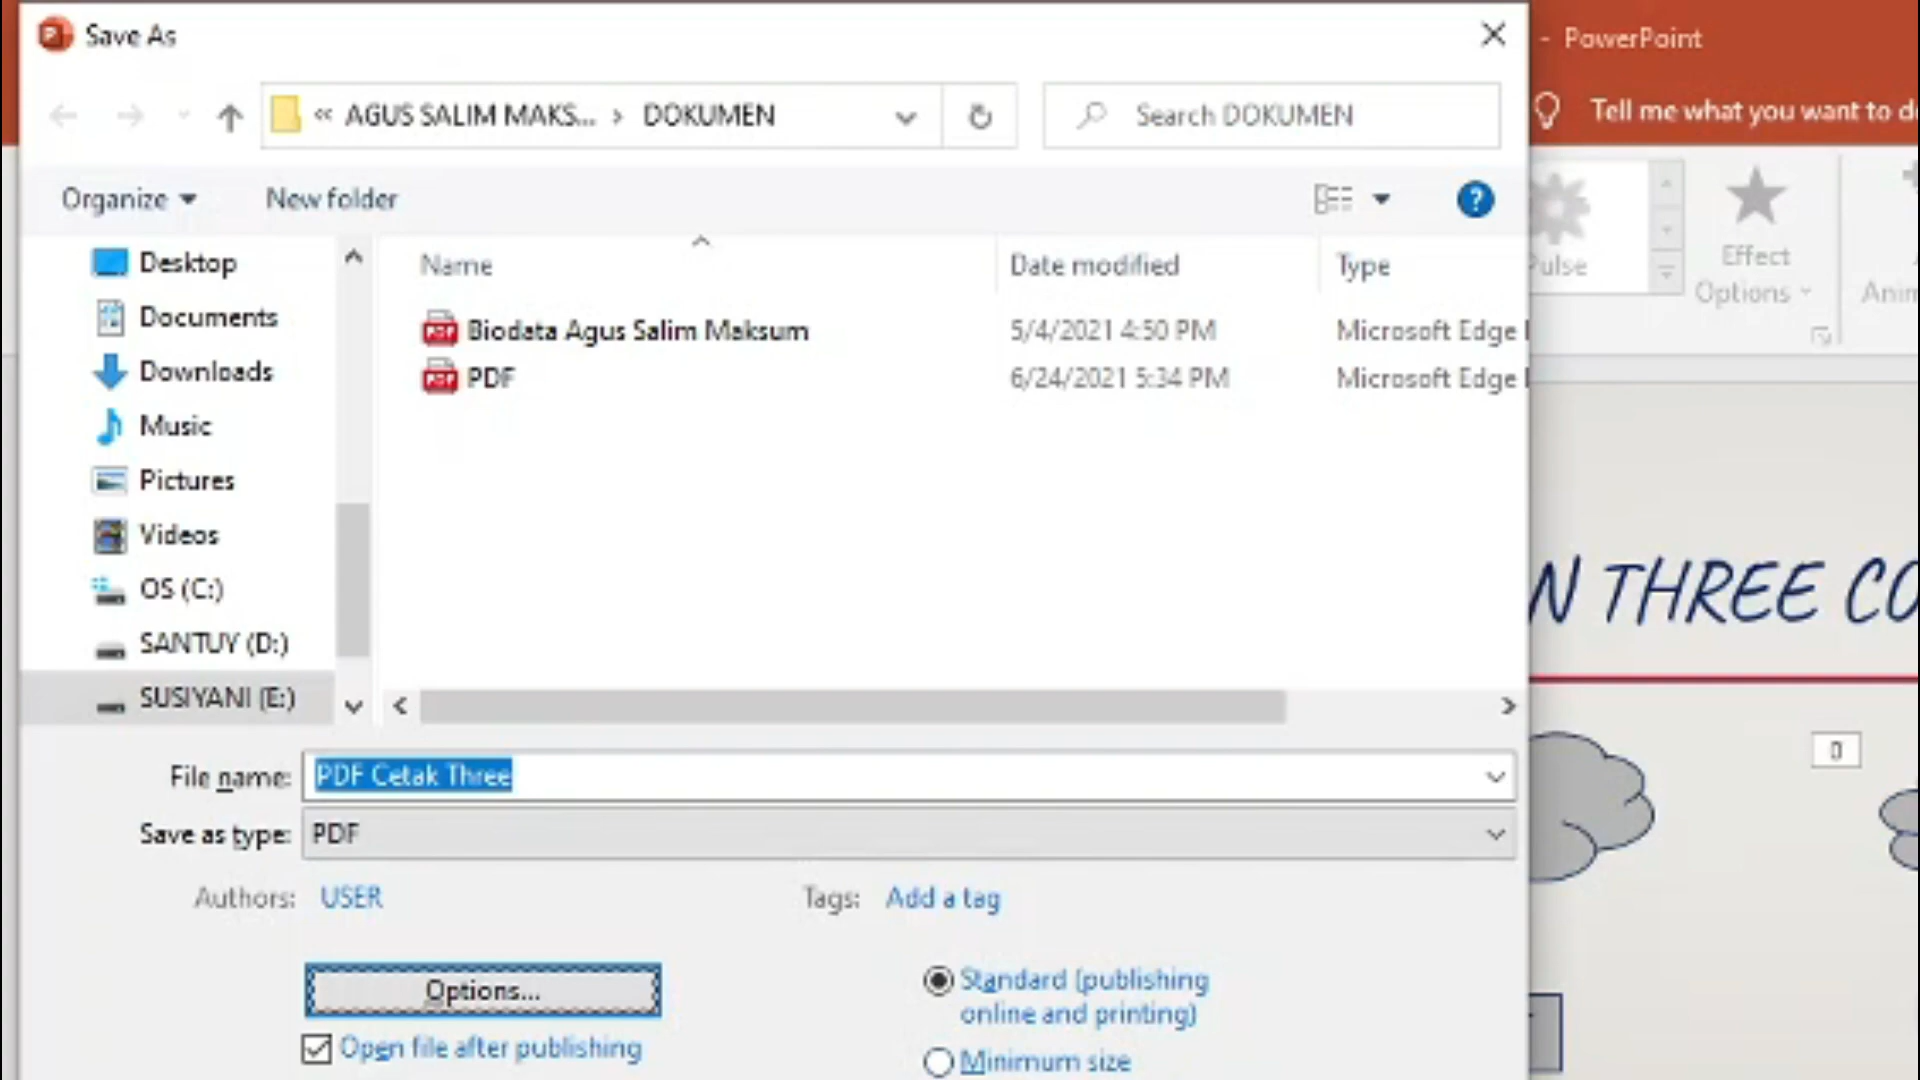 Save As
- PowerPoint
« AGUS SALIM MAKS... › DOKUMEN
Search DOKUMEN
Tell me what you want to d
Organize
New folder
?
Pulse
Effect
Options
Anim
Desktop
Documents
Downloads
Music
Pictures
Videos
OS (C:)
SANTUY (D:)
SUSIYANI (E:)
Name Date modified Type
Biodata Agus Salim Maksum 5/4/2021 4:50 PM Microsoft Edge
PDF 6/24/2021 5:34 PM Microsoft Edge
N THREE CO
0
File name: PDF Cetak Three
Save as type: PDF
Authors: USER
Tags: Add a tag
Options...
Open file after publishing
Standard (publishing
online and printing)
Minimum size